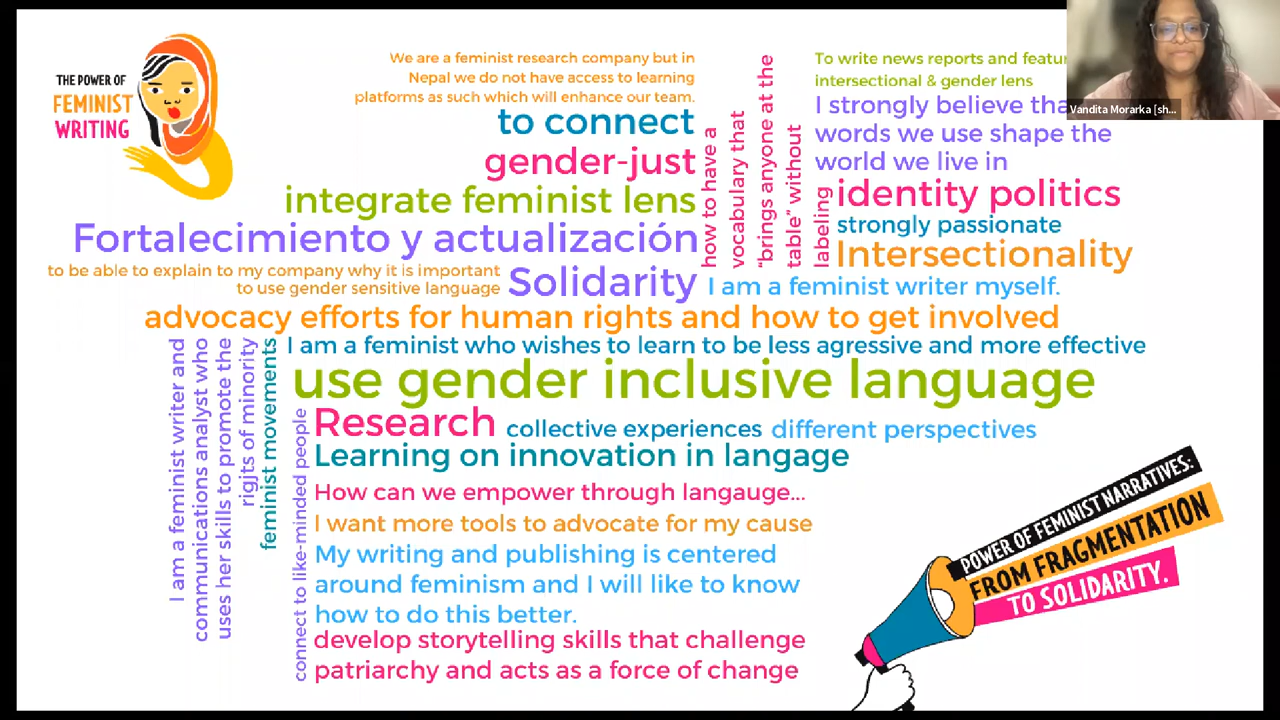 THE POWER OF
FEMINIST
WRITING
We are a feminist research company but in
Nepal we do not have access to learning
platforms as such which will enhance our team.
to connect
gender-just
integrate feminist lens
Fortalecimiento y actualización
to be able to explain to my company why it is important
to use gender sensitive language
Solidarity
how to have a
vocabulary that
"brings anyone at the
table" without
labeling
To write news reports and
intersectional & gender lens
I strongly believe
words we use shape the
world we live in
identity politics
strongly passionate
Intersectionality
I am a feminist writer myself.
Vandita Morarka [sh...
advocacy efforts for human rights and how to get involved
I am a feminist who wishes to learn to be less agressive and more effective
use gender inclusive language
I am a feminist writer and
communications analyst who
uses her skills to promote the
rigjts of minority
feminist movements
connect to like-minded people
Research
collective experiences
different perspectives
Learning on innovation in langage
How can we empower through langauge...
I want more tools to advocate for my cause
My writing and publishing is centered
around feminism and I will like to know
how to do this better.
develop storytelling skills that challenge
patriarchy and acts as a force of change
POWER OF FEMINIST NARRATIVES:
FROM FRAGMENTATION
TO SOLIDARITY.